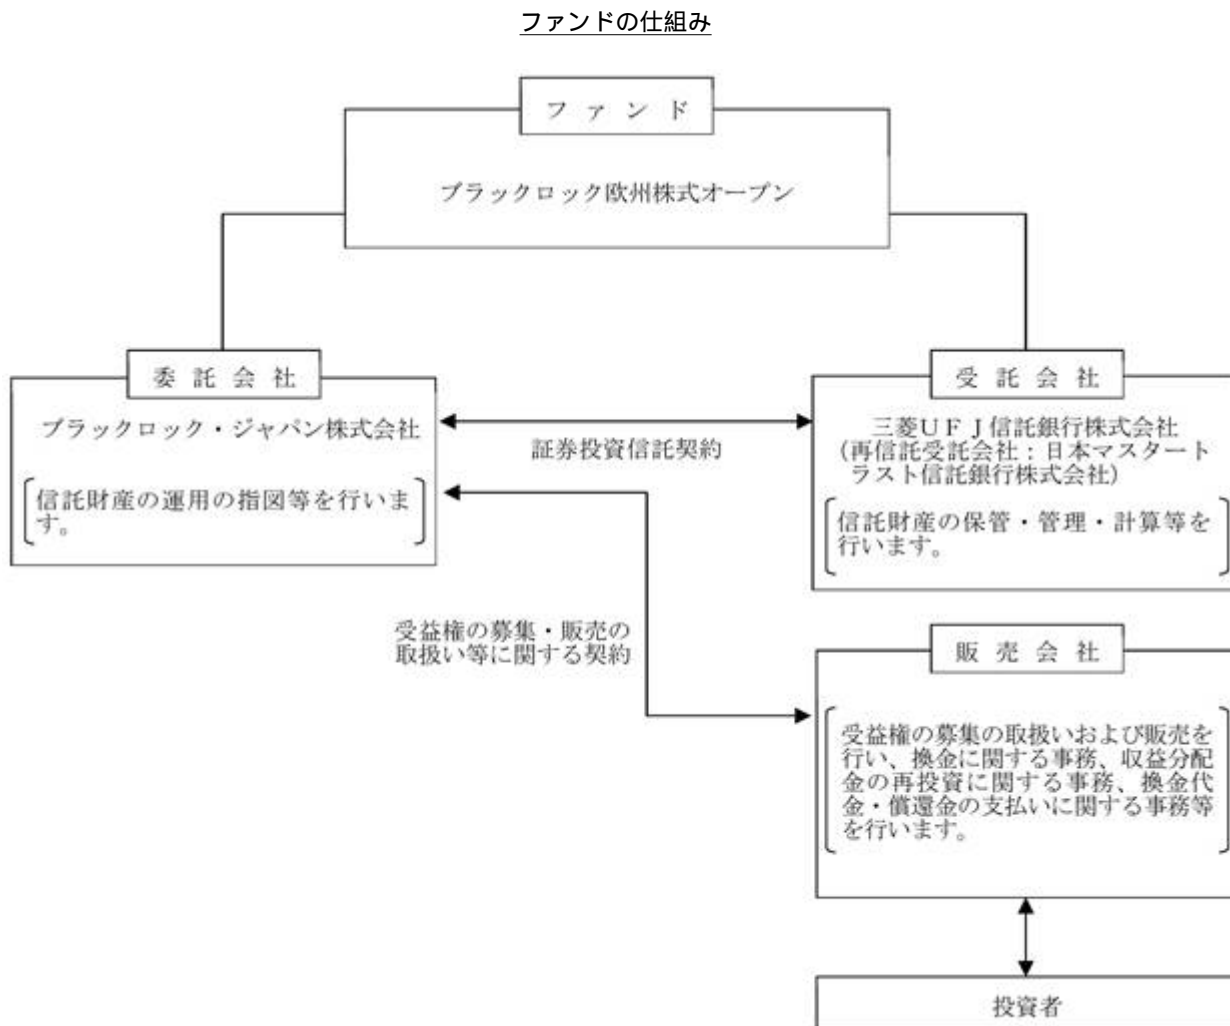 ファンドの仕組み
ファンド
ブラックロック欧州株式オープン
委託会社
ブラックロック・ジャパン株式会社
信託財産の運用の指図等を行いま
す。
証券投資信託契約
受託会社
三菱UFJ信託銀行株式会社
(再信託受託会社:日本マスタート
ラスト信託銀行株式会社)
信託財産の保管・管理・計算等を
行います。
受益権の募集・販売の
取扱い等に関する契約
販売会社
受益権の募集の取扱いおよび販売を
行い、換金に関する事務、収益分配
金の再投資に関する事務、換金代
金・償還金の支払いに関する事務等
を行います。
投資者